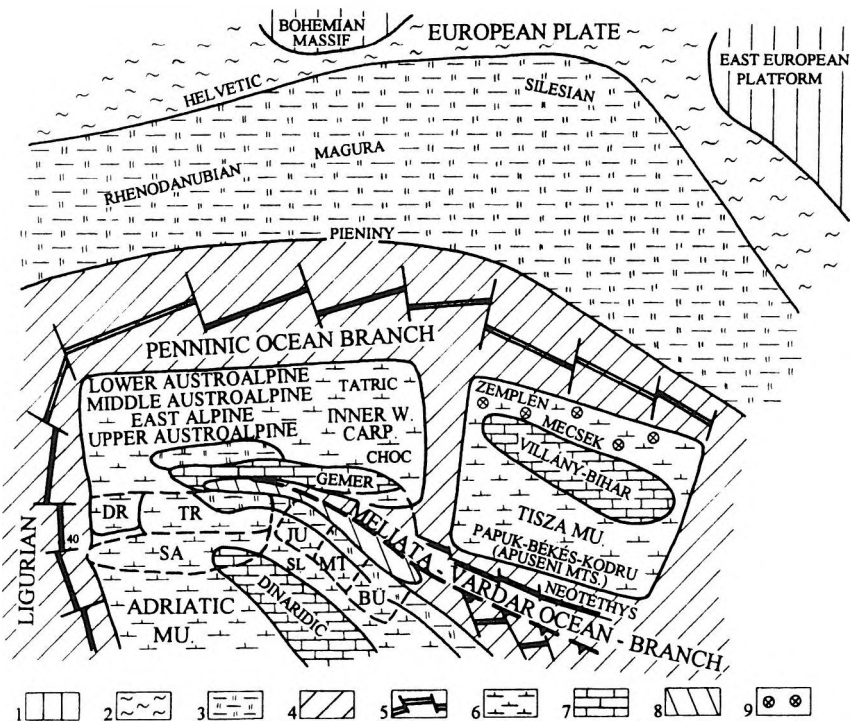 BOHEMIAN
MASSIF
EUROPEAN PLATE
EAST EUROPEAN
PLATFORM
HELVETIC
SILESIAN
MAGURA
RHENODANUBIAN
PIENINY
PENNINIC OCEAN BRANCH
LOWER AUSTROALPINE
MIDDLE AUSTROALPINE
EAST ALPINE
UPPER AUSTROALPINE
TATRIC
INNER W.
CARP.
CHOC
GEMER
ZEMPLÉN
MECSEK
VILLÁNY-BIHAR
TISZA MU.
PAPUK-BÉKÉS-KODRU
(APUSENI MTS.)
NEOTETHYS
MELIATA - VARDAR OCEAN - BRANCH
LIGURIAN
40
DR
TR
SA
JU
SL
MT
BÜ
DINARIDIC
ADRIATIC
MU.
1 2 3 4 5 6 7 8 9